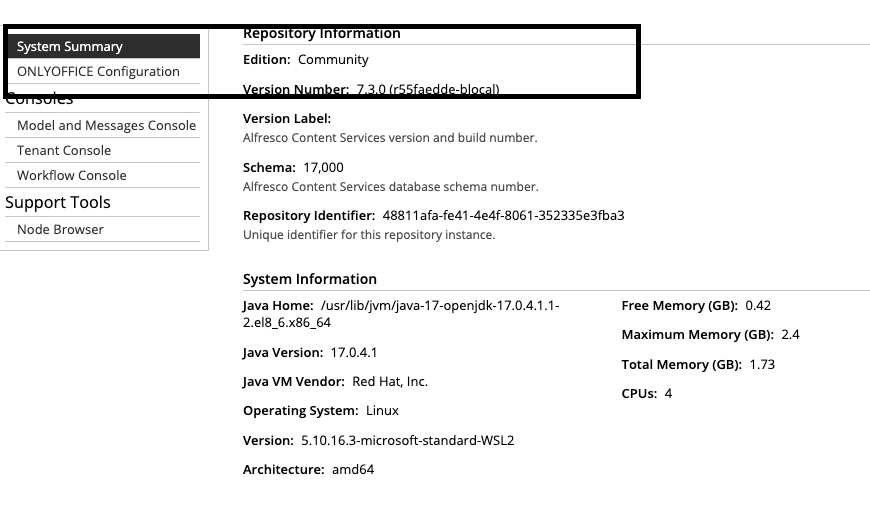 System Summary
ONLYOFFICE Configuration
Consoles
Model and Messages Console
Tenant Console
Workflow Console
Support Tools
Node Browser
Repository Information
Edition: Community
Version Number: 7.3.0 (r55faedde-blocal)
Version Label:
Alfresco Content Services version and build number.
Schema: 17,000
Alfresco Content Services database schema number.
Repository Identifier: 48811afa-fe41-4e4f-8061-352335e3fba3
Unique identifier for this repository instance.
System Information
Java Home: /usr/lib/jvm/java-17-openjdk-17.0.4.1.1-
2.el8_6.x86_64
Java Version: 17.0.4.1
Java VM Vendor: Red Hat, Inc.
Operating System: Linux
Version: 5.10.16.3-microsoft-standard-WSL2
Architecture: amd64
Free Memory (GB): 0.42
Maximum Memory (GB): 2.4
Total Memory (GB): 1.73
CPUs: 4